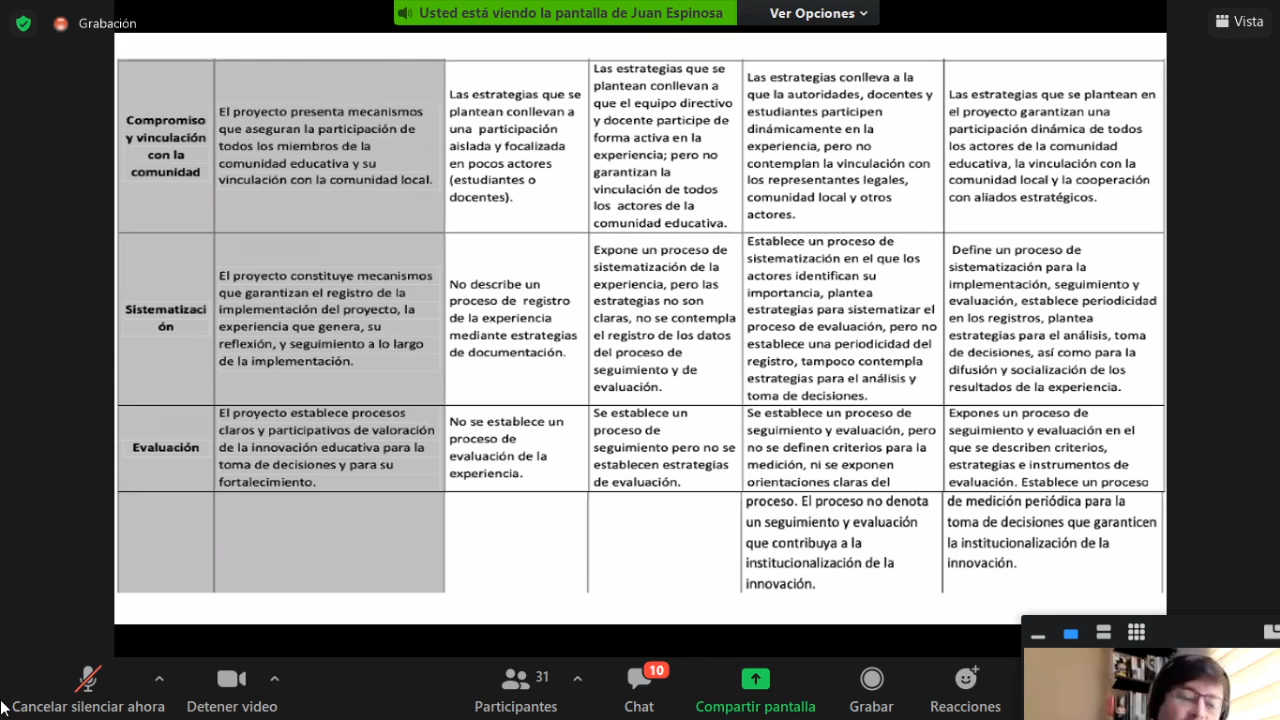 Grabación
Usted está viendo la pantalla de Juan Espinosa
Ver Opciones
Vista
Compromiso
y vinculación
con la
comunidad
El proyecto presenta mecanismos
que aseguran la participación de
todos los miembros de la
comunidad educativa y su
vinculación con la comunidad local.
Las estrategias que se
plantean conllevan a
una participación
aislada y focalizada
en pocos actores
(estudiantes o
docentes).
Las estrategias que se
plantean conllevan a
que el equipo directivo
y docente participe de
forma activa en la
experiencia; pero no
garantizan la
vinculación de todos
los actores de la
comunidad educativa.
Las estrategias conlleva a la
que la autoridades, docentes y
estudiantes participen
dinámicamente en la
experiencia, pero no
contemplan la vinculación con
los representantes legales,
comunidad local y otros
actores.
Las estrategias que se plantean en
el proyecto garantizan una
participación dinámica de todos
los actores de la comunidad
educativa, la vinculación con la
comunidad local y la cooperación
con aliados estratégicos.
Sistematizaci
ón
El proyecto constituye mecanismos
que garantizan el registro de la
implementación del proyecto, la
experiencia que genera, su
reflexión, y seguimiento a lo largo
de la implementación.
No describe un
proceso de registro
de la experiencia
mediante estrategias
de documentación.
Expone un proceso de
sistematización de la
experiencia, pero las
estrategias no son
claras, no se contempla
el registro de los datos
del proceso de
seguimiento y de
evaluación.
Establece un proceso de
sistematización en el que los
actores identifican su
importancia, plantea
estrategias para sistematizar el
proceso de evaluación, pero no
establece una periodicidad del
registro, tampoco contempla
estrategias para el análisis y
toma de decisiones.
Define un proceso de
sistematización para la
implementación, seguimiento y
evaluación, establece periodicidad
en los registros, plantea
estrategias para el análisis, toma
de decisiones, así como para la
difusión y socialización de los
resultados de la experiencia.
Evaluación
El proyecto establece procesos
claros y participativos de valoración
de la innovación educativa para la
toma de decisiones y para su
fortalecimiento.
No se establece un
proceso de
evaluación de la
experiencia.
Se establece un
proceso de
seguimiento pero no se
establecen estrategias
de evaluación.
Se establece un proceso de
seguimiento y evaluación, pero
no se definen criterios para la
medición, ni se exponen
orientaciones claras del
proceso. El proceso no denota
un seguimiento y evaluación
que contribuya a la
institucionalización de la
innovación.
Expones un proceso de
seguimiento y evaluación en el
que se describen criterios,
estrategias e instrumentos de
evaluación. Establece un proceso
de medición periódica para la
toma de decisiones que garanticen
la institucionalización de la
innovación.
Cancelar silenciar ahora
Detener video
31
Participantes
10
Chat
Compartir pantalla
Grabar
Reacciones